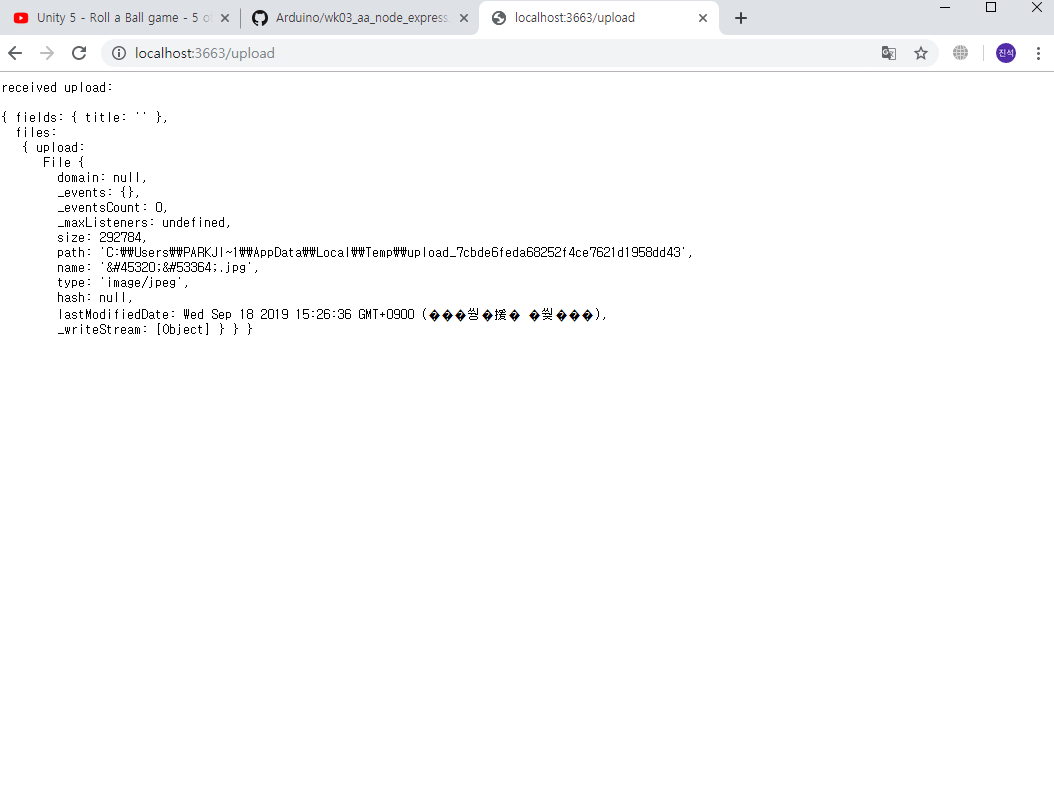 Unity 5 - Roll a Ball game - 5 o
Arduino/wk03_aa_node_express
localhost:3663/upload
localhost:3663/upload
진석
received upload:
{ fields: { title: '' },
files:
{ upload:
File {
domain: null,
_events: {},
_eventsCount: 0,
_maxListeners: undefined,
size: 292784,
path: 'C:₩₩Users₩₩PARKJI~1₩₩AppData₩₩Local₩₩Temp₩₩upload_7cbde6feda68252f4ce7621d1958dd43',
name: '&#45320;&#53364;.jpg',
type: 'image/jpeg',
hash: null,
lastModifiedDate: Wed Sep 18 2019 15:26:36 GMT+0900 (���씽�援� �쐋���),
_writeStream: [Object] } } }